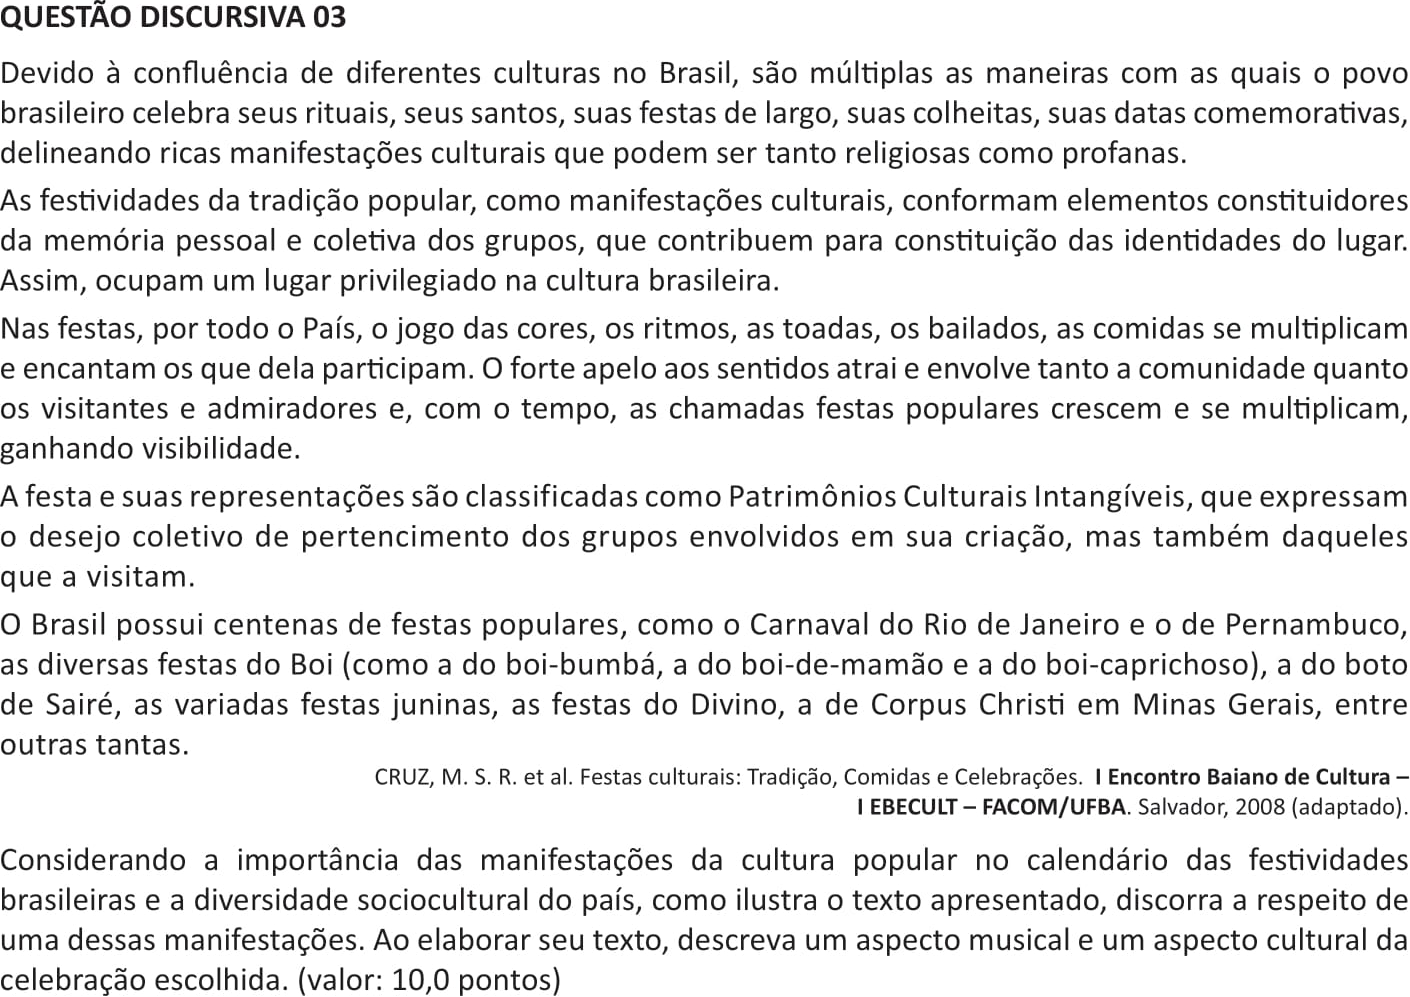 QUESTÃO DISCURSIVA 03
Devido à confluência de diferentes culturas no Brasil, são múltiplas as maneiras com as quais o povo
brasileiro celebra seus rituais, seus santos, suas festas de largo, suas colheitas, suas datas comemorativas,
delineando ricas manifestações culturais que podem ser tanto religiosas como profanas.
As festividades da tradição popular, como manifestações culturais, conformam elementos constituidores
da memória pessoal e coletiva dos grupos, que contribuem para constituição das identidades do lugar.
Assim, ocupam um lugar privilegiado na cultura brasileira.
Nas festas, por todo o País, o jogo das cores, os ritmos, as toadas, os bailados, as comidas se multiplicam
e encantam os que dela participam. O forte apelo aos sentidos atrai e envolve tanto a comunidade quanto
os visitantes e admiradores e, com o tempo, as chamadas festas populares crescem e se multiplicam,
ganhando visibilidade.
A festa e suas representações são classificadas como Patrimônios Culturais Intangíveis, que expressam
o desejo coletivo de pertencimento dos grupos envolvidos em sua criação, mas também daqueles
que a visitam.
O Brasil possui centenas de festas populares, como o Carnaval do Rio de Janeiro e o de Pernambuco,
as diversas festas do Boi (como a do boi-bumbá, a do boi-de-mamão e a do boi-caprichoso), a do boto
de Sairé, as variadas festas juninas, as festas do Divino, a de Corpus Christi em Minas Gerais, entre
outras tantas.
CRUZ, M. S. R. et al. Festas culturais: Tradição, Comidas e Celebrações. I Encontro Baiano de Cultura –
I EBECULT – FACOM/UFBA. Salvador, 2008 (adaptado).
Considerando a importância das manifestações da cultura popular no calendário das festividades
brasileiras e a diversidade sociocultural do país, como ilustra o texto apresentado, discorra a respeito de
uma dessas manifestações. Ao elaborar seu texto, descreva um aspecto musical e um aspecto cultural da
celebração escolhida. (valor: 10,0 pontos)